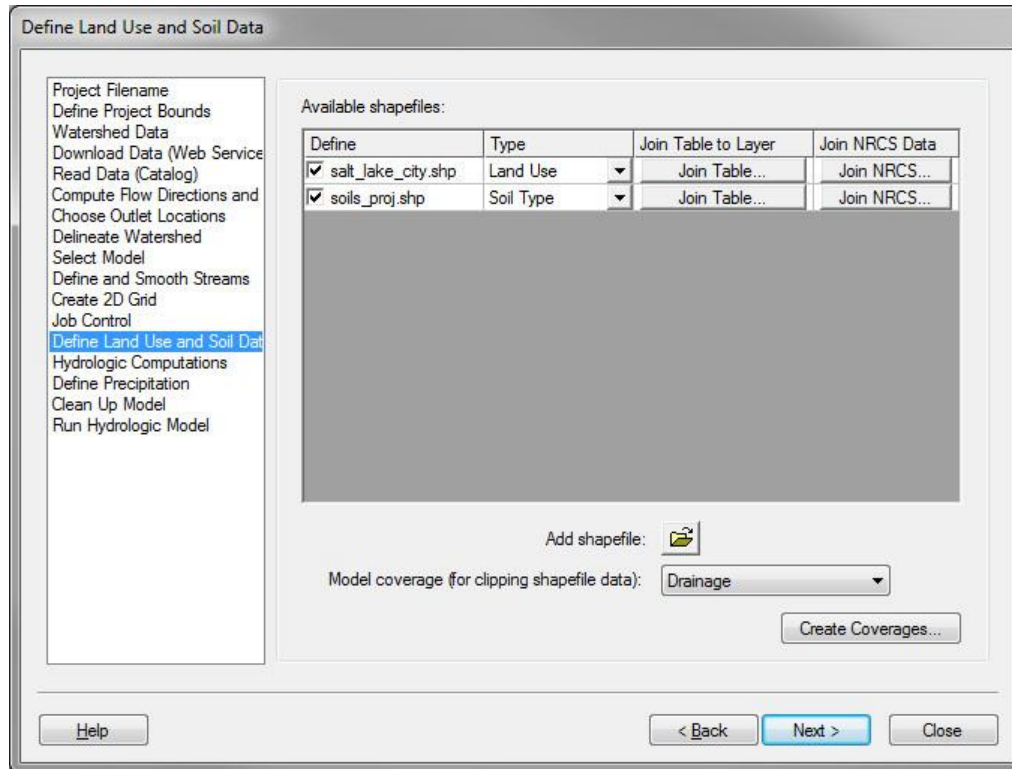 Define Land Use and Soil Data
Project Filename
Define Project Bounds
Watershed Data
Download Data (Web Service
Read Data (Catalog)
Compute Flow Directions and
Choose Outlet Locations
Delineate Watershed
Select Model
Define and Smooth Streams
Create 2D Grid
Job Control
Define Land Use and Soil Dat
Hydrologic Computations
Define Precipitation
Clean Up Model
Run Hydrologic Model
Available shapefiles:
Define Type Join Table to Layer Join NRCS Data
salt_lake_city.shp Land Use Join Table... Join NRCS...
soils_proj.shp Soil Type Join Table... Join NRCS...
Add shapefile:
Model coverage (for clipping shapefile data): Drainage
Create Coverages...
Help < Back Next > Close